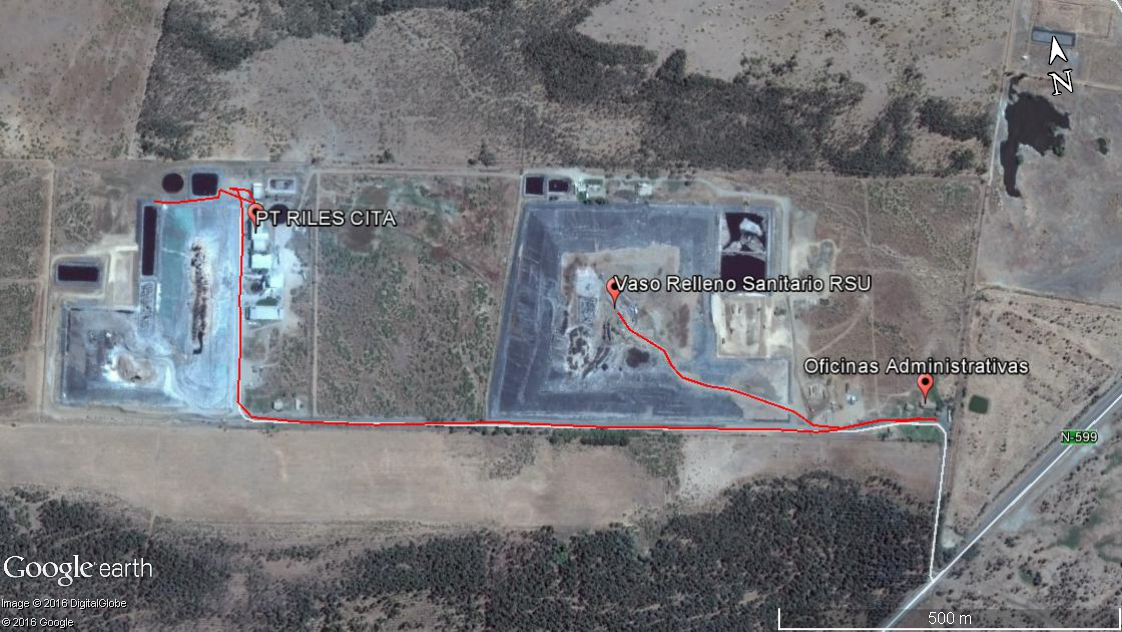 N
PT RILES CITA
Vaso Relleno Sanitario RSU
Oficinas Administrativas
N-599
Google earth
Image © 2016 DigitalGlobe
© 2016 Google
500 m